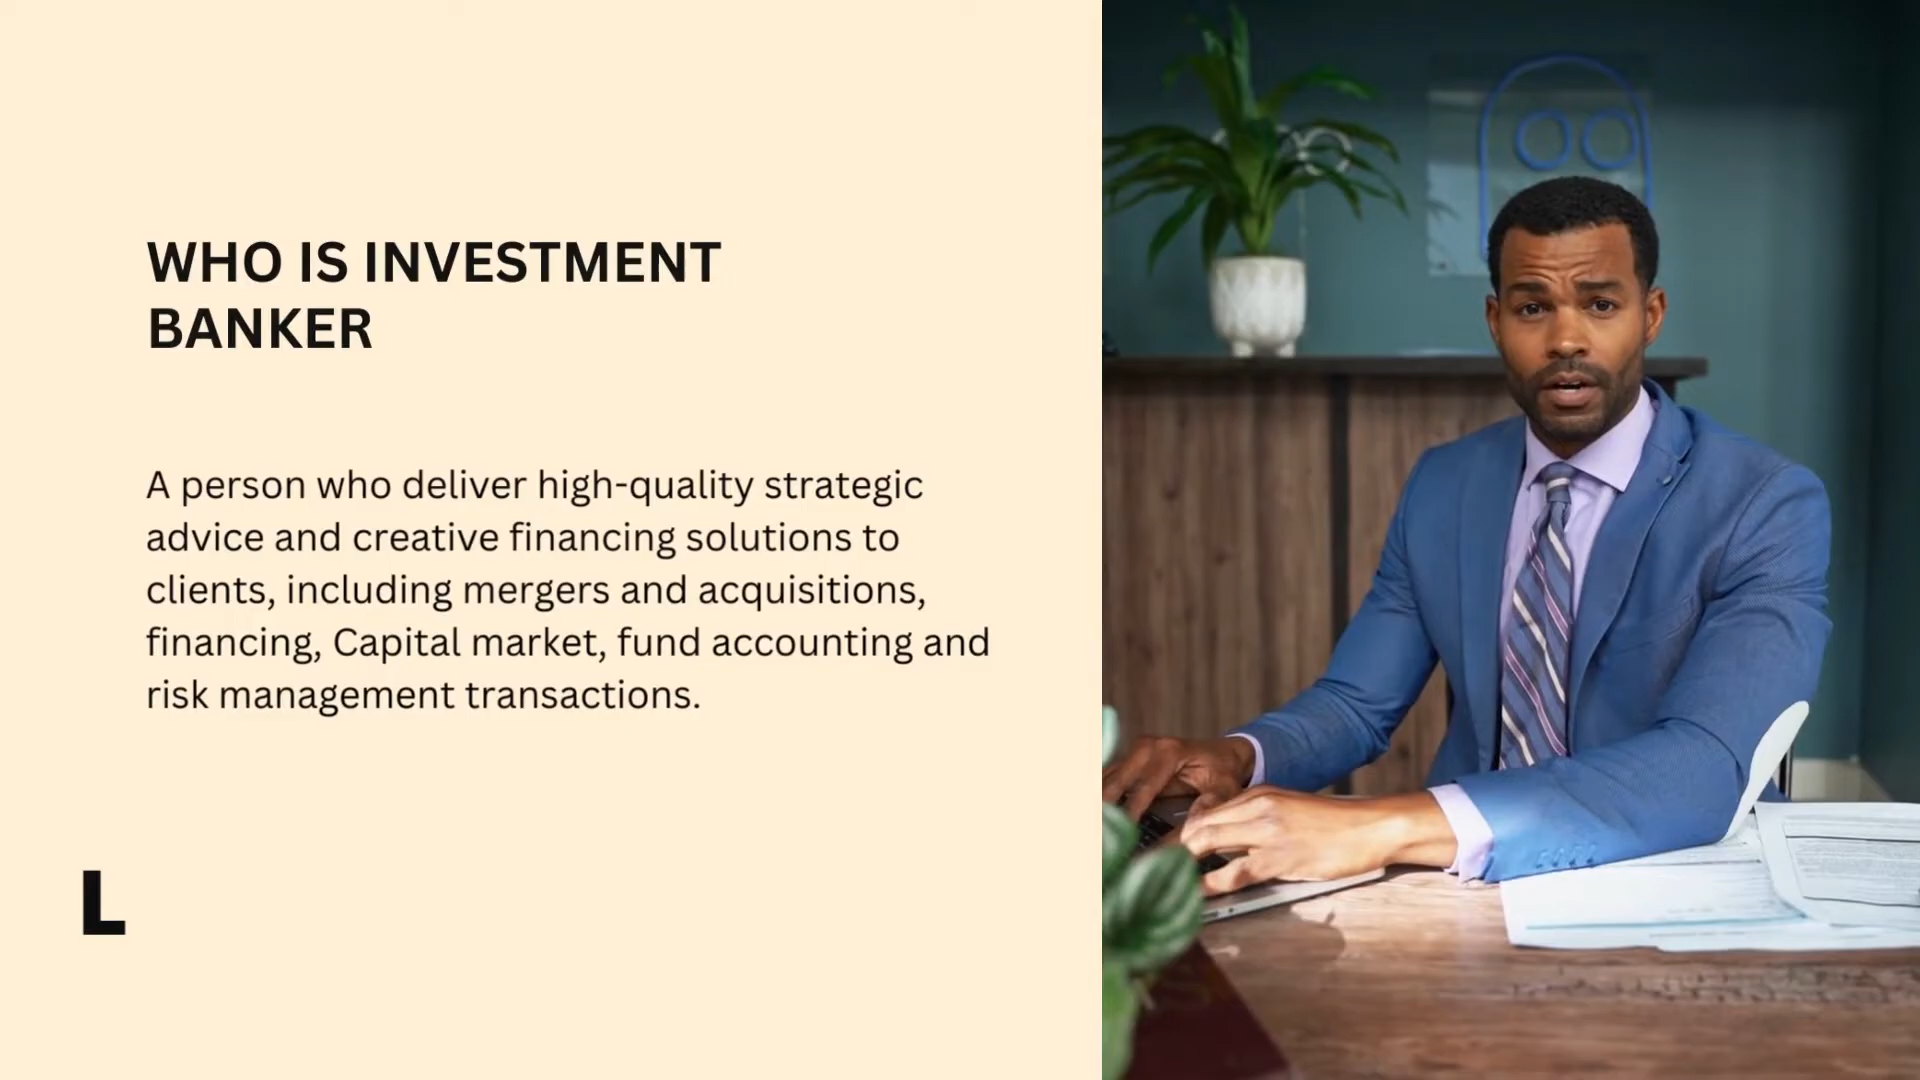 WHO IS INVESTMENT
BANKER
A person who deliver high-quality strategic
advice and creative financing solutions to
clients, including mergers and acquisitions,
financing, Capital market, fund accounting and
risk management transactions.
L